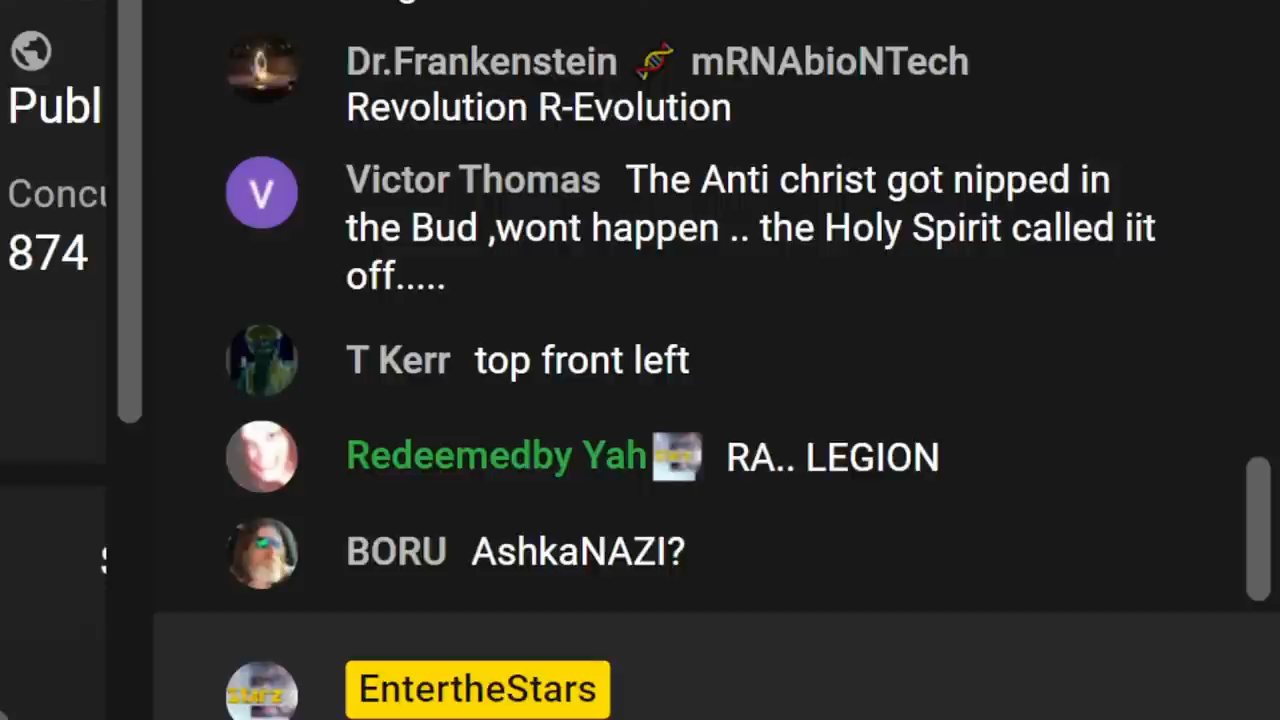 Publ
Concu
874
Dr.Frankenstein 🧬 mRNAbioNTech
Revolution R-Evolution
Victor Thomas The Anti christ got nipped in
the Bud ,wont happen .. the Holy Spirit called iit
off.....
T Kerr top front left
Redeemedby Yah RA.. LEGION
BORU AshkaNAZI?
EntertheStars